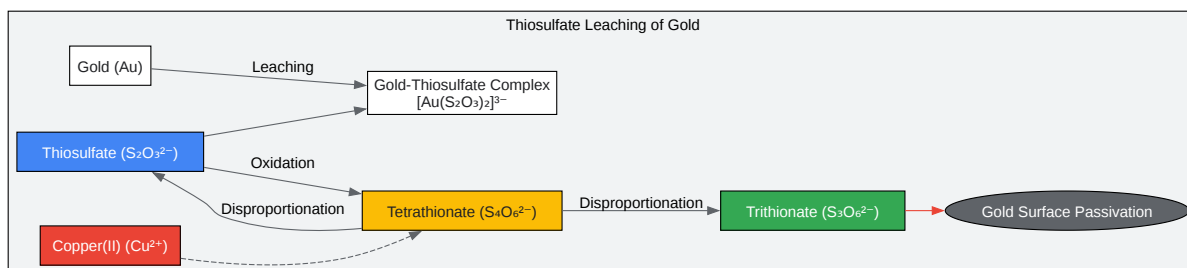 Thiosulfate Leaching of Gold
Gold (Au)
Leaching
Gold-Thiosulfate Complex
[Au(S₂O₃)₂]³⁻
Thiosulfate (S₂O₃²⁻)
Oxidation
Disproportionation
Tetrathionate (S₄O₆²⁻)
Disproportionation
Trithionate (S₃O₆²⁻)
Gold Surface Passivation
Copper(II) (Cu²⁺)